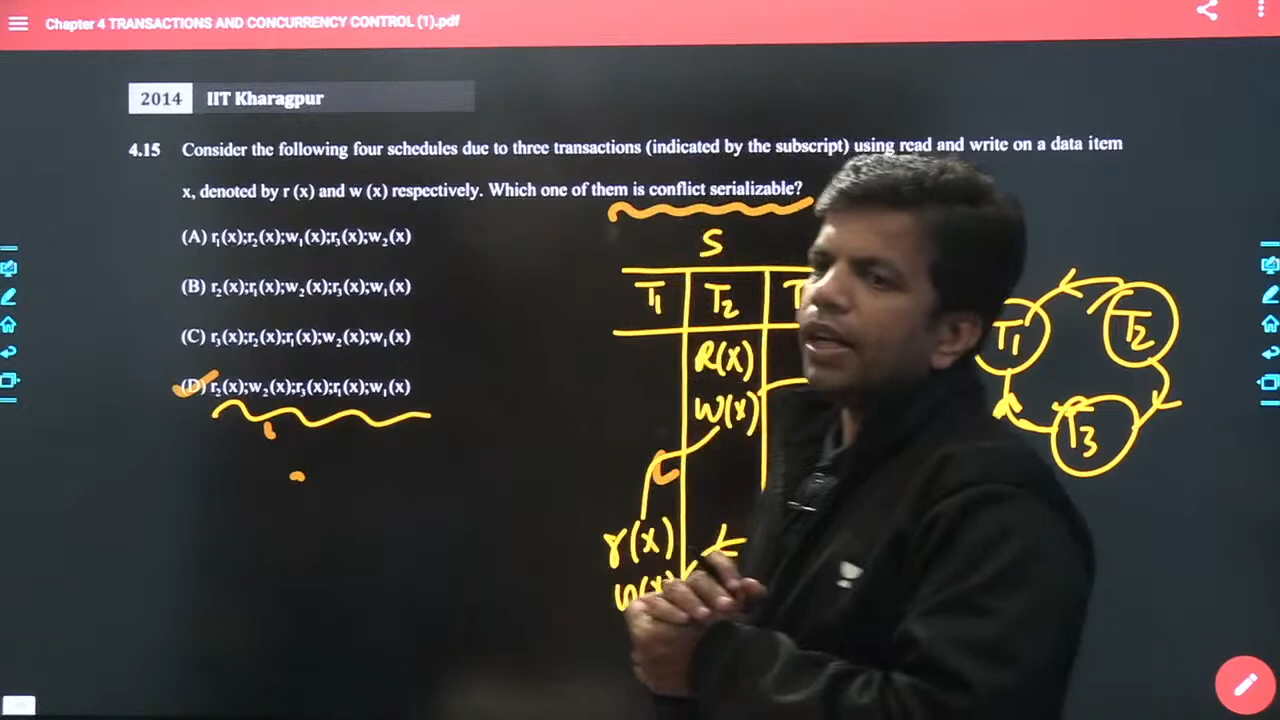 Chapter 4 TRANSACTIONS AND CONCURRENCY CONTROL (1).pdf
2014 IIT Kharagpur
4.15 Consider the following four schedules due to three transactions (indicated by the subscript) using read and write on a data item
x, denoted by r (x) and w (x) respectively. Which one of them is conflict serializable?
(A) r₁(x);r₂(x);w₁(x);r₃(x);w₂(x)
(B) r₂(x);r₁(x);w₂(x);r₃(x);w₁(x)
(C) r₃(x);r₂(x);r₁(x);w₂(x);w₁(x)
(D) r₂(x);w₂(x);r₃(x);r₁(x);w₁(x)
S
T₁ T₂ T
R(x)
W(x)
r(x)
T₁ T₂
T₃